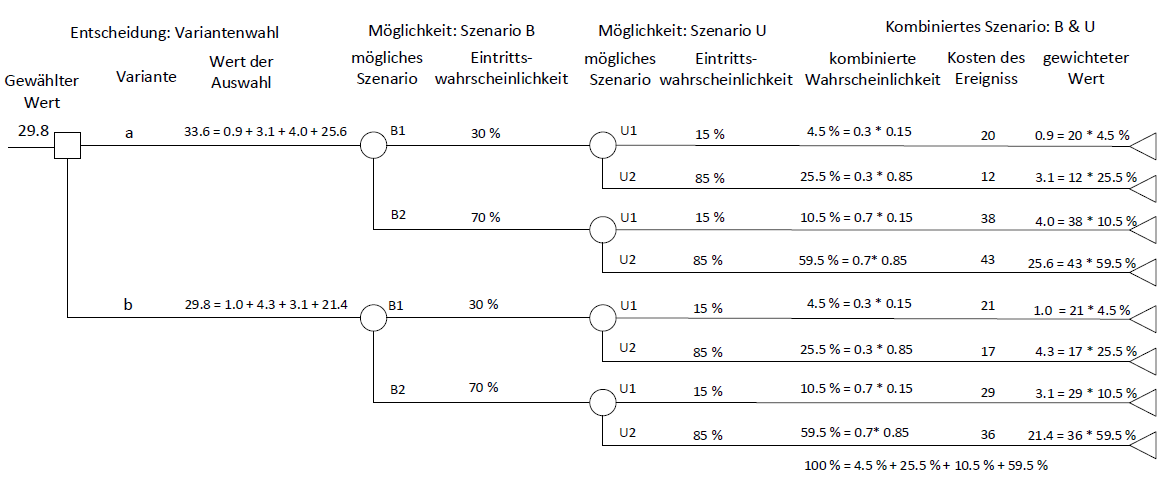 Entscheidung: Variantenwahl
Möglichkeit: Szenario B
Möglichkeit: Szenario U
Kombiniertes Szenario: B & U
Gewählter
Wert
Variante
Wert der
Auswahl
mögliches
Szenario
Eintritts-
wahrscheinlichkeit
mögliches
Szenario
Eintritts-
wahrscheinlichkeit
kombinierte
Wahrscheinlichkeit
Kosten des
Ereigniss
gewichteter
Wert
29.8
a
33.6 = 0.9 + 3.1 + 4.0 + 25.6
B1
30 %
U1
15 %
4.5 % = 0.3 * 0.15
20
0.9 = 20 * 4.5 %
U2
85 %
25.5 % = 0.3 * 0.85
12
3.1 = 12 * 25.5 %
B2
70 %
U1
15 %
10.5 % = 0.7 * 0.15
38
4.0 = 38 * 10.5 %
U2
85 %
59.5 % = 0.7* 0.85
43
25.6 = 43 * 59.5 %
b
29.8 = 1.0 + 4.3 + 3.1 + 21.4
B1
30 %
U1
15 %
4.5 % = 0.3 * 0.15
21
1.0 = 21 * 4.5 %
U2
85 %
25.5 % = 0.3 * 0.85
17
4.3 = 17 * 25.5 %
B2
70 %
U1
15 %
10.5 % = 0.7 * 0.15
29
3.1 = 29 * 10.5 %
U2
85 %
59.5 % = 0.7* 0.85
36
21.4 = 36 * 59.5 %
100 % = 4.5 % + 25.5 % + 10.5 % + 59.5 %